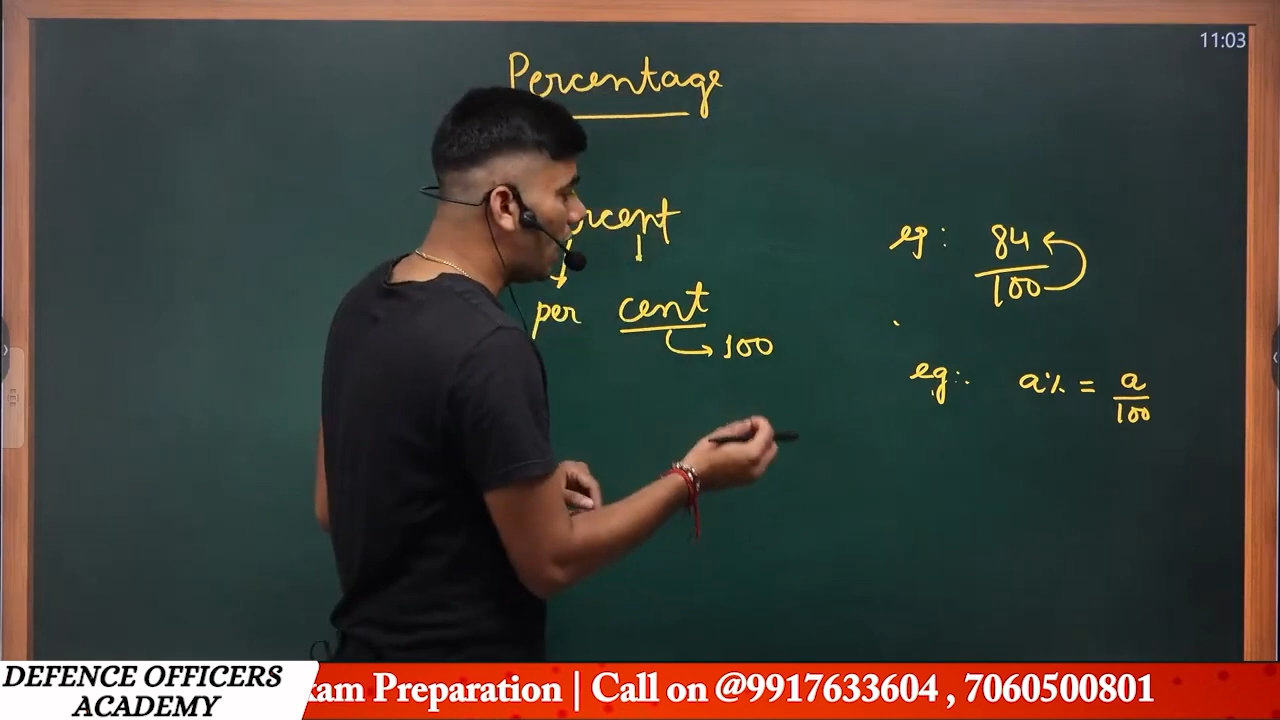 11:03
Percentage
rcent
per cent
100
eg: 84
100
eg:. a% = a
100
DEFENCE OFFICERS
ACADEMY
xam Preparation | Call on @9917633604 , 7060500801